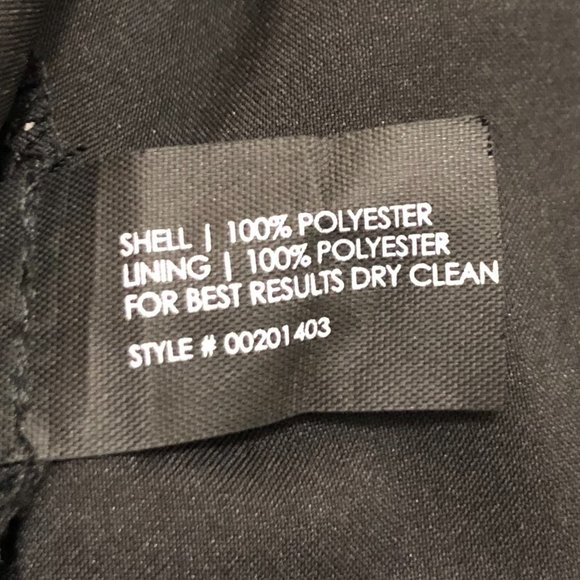 SHELL | 100% POLYESTER
LINING | 100% POLYESTER
FOR BEST RESULTS DRY CLEAN
STYLE # 00201403